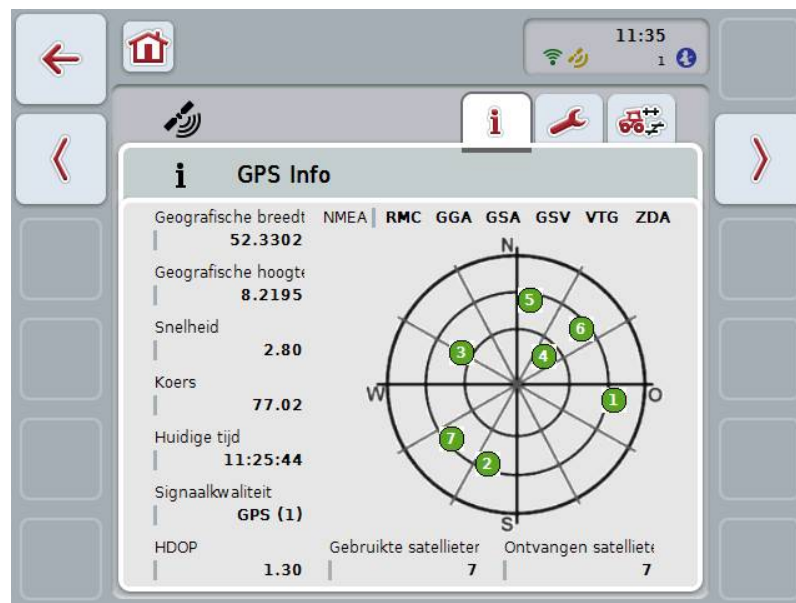 11:35
1
i
i GPS Info
Geografische breedt
52.3302
Geografische hoogte
8.2195
Snelheid
2.80
Koers
77.02
Huidige tijd
11:25:44
Signaalkwaliteit
GPS (1)
HDOP
1.30
NMEA RMC GGA GSA GSV VTG ZDA
N
5
6
3
4
W
O
1
7
2
S
Gebruikte satellieter
7
Ontvangen satelliete
7